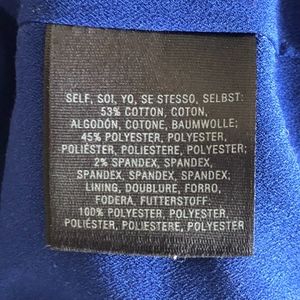 SELF, SOI, YO, SE STESSO, SELBST:
53% COTTON, COTON,
ALGODÓN, COTONE, BAUMWOLLE;
45% POLYESTER, POLYESTER,
POLIÉSTER, POLIESTERE, POLYESTER;
2% SPANDEX, SPANDEX,
SPANDEX, SPANDEX, SPANDEX;
LINING, DOUBLURE, FORRO,
FODERA, FUTTERSTOFF:
100% POLYESTER, POLYESTER,
POLIÉSTER, POLIESTERE, POLYESTER